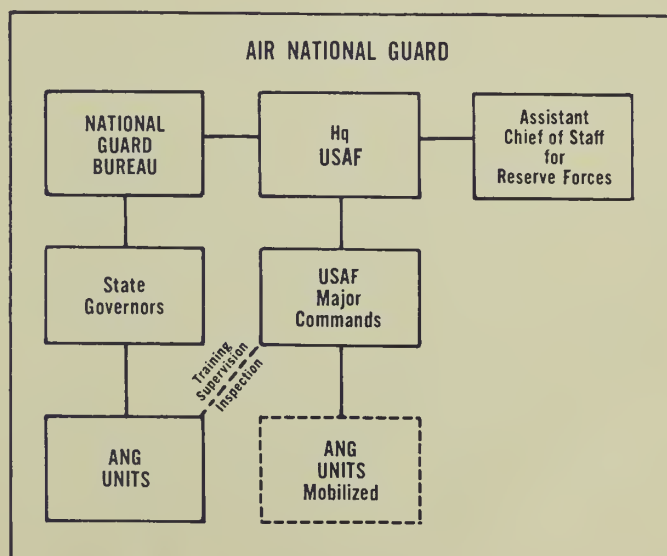 AIR NATIONAL GUARD
NATIONAL
GUARD
BUREAU
Hq
USAF
Assistant
Chief of Staff
for
Reserve Forces
State
Governors
USAF
Major
Commands
Training
Supervision
Inspection
ANG
UNITS
ANG
UNITS
Mobilized